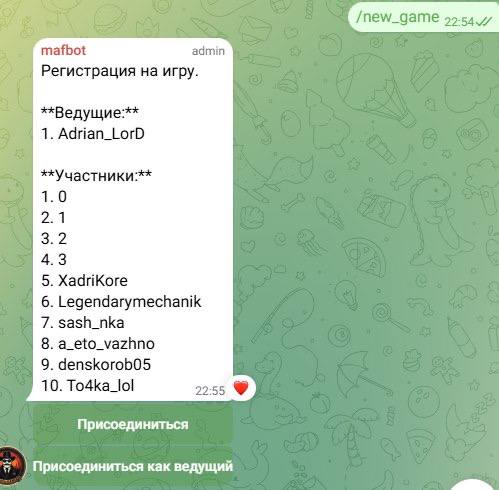 /new_game 22:54
mafbot admin
Регистрация на игру.
**Ведущие:**
1. Adrian_LorD
**Участники:**
1. 0
2. 1
3. 2
4. 3
5. XadriKore
6. Legendarymechanik
7. sash_nka
8. a_eto_vazhno
9. denskorob05
10. To4ka_lol
22:55
Присоединиться
Присоединиться как ведущий